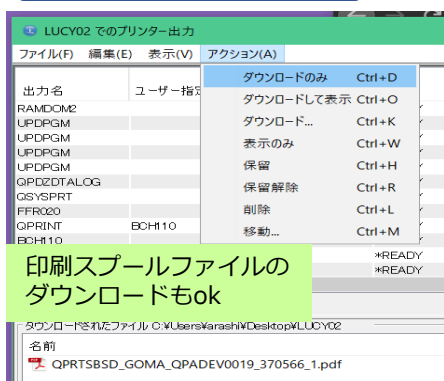 LUCY02 でのプリンター出力
ファイル(F) 編集(E) 表示(V) アクション(A)
ダウンロードのみ Ctrl+D
ダウンロードして表示 Ctrl+O
ダウンロード... Ctrl+K
表示のみ Ctrl+W
保留 Ctrl+H
保留解除 Ctrl+R
削除 Ctrl+L
移動... Ctrl+M
出力名 ユーザー指定
RAMDOM2
UPDPGM
UPDPGM
UPDPGM
UPDPGM
QPDZDTALOG
QSYSPRT
FFR020
QPRINT BCH110
BCH110
*READY
*READY
印刷スプールファイルの
ダウンロードもok
ダウンロードされたファイル C:¥Users¥arashi¥Desktop¥LUCY02
名前
QPRTSBSD_GOMA_QPADEV0019_370566_1.pdf